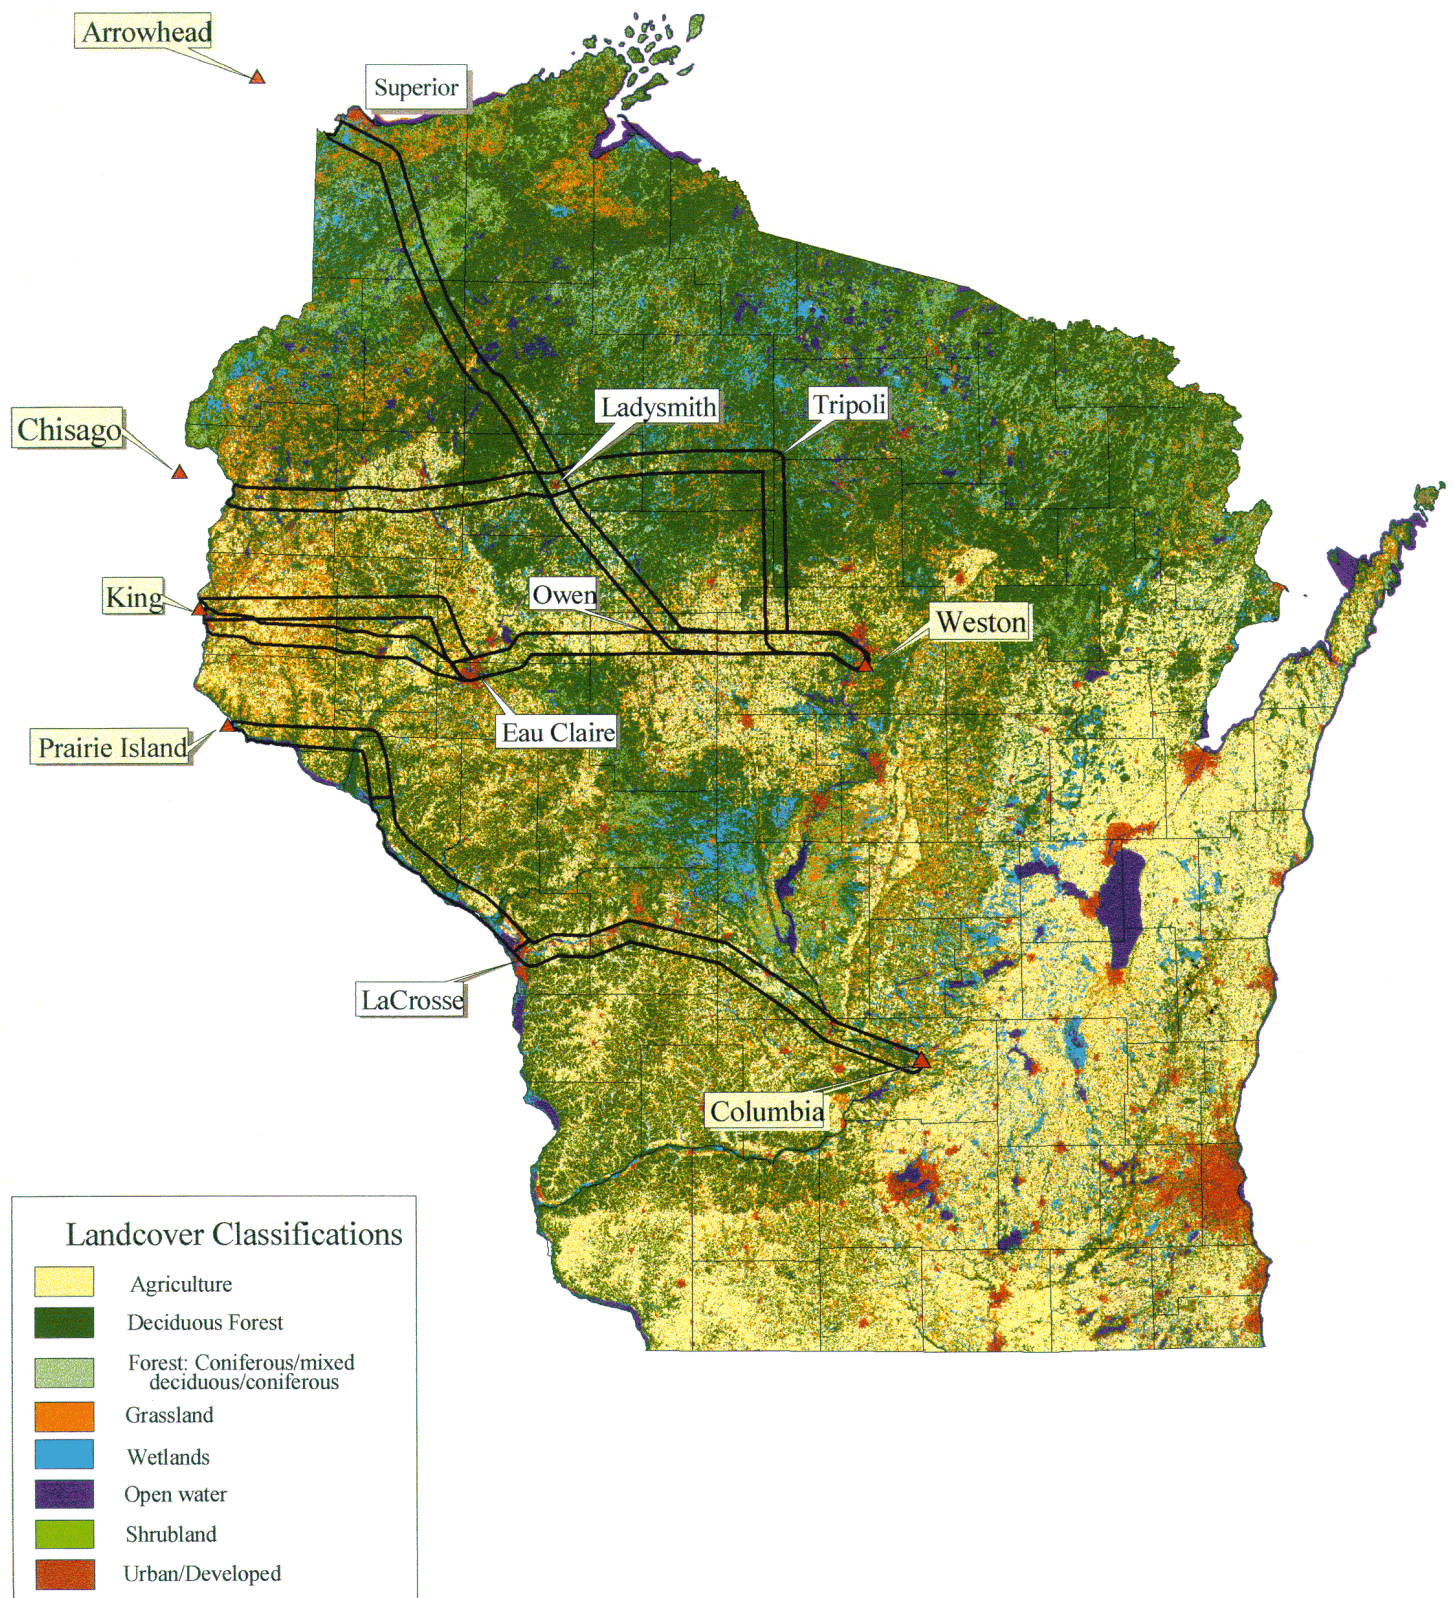 Arrowhead
Superior
Ladysmith
Tripoli
Chisago
King
Owen
Weston
Prairie Island
Eau Claire
LaCrosse
Columbia
Landcover Classifications
Agriculture
Deciduous Forest
Forest: Coniferous/mixed
deciduous/coniferous
Grassland
Wetlands
Open water
Shrubland
Urban/Developed